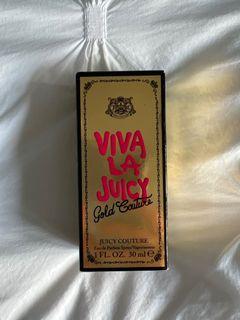 VIVA
LA
JUICY
Gold Couture
JUICY COUTURE
Eau de Parfum Spray/Vaporisateur
1 FL. OZ. 30 ml ℮